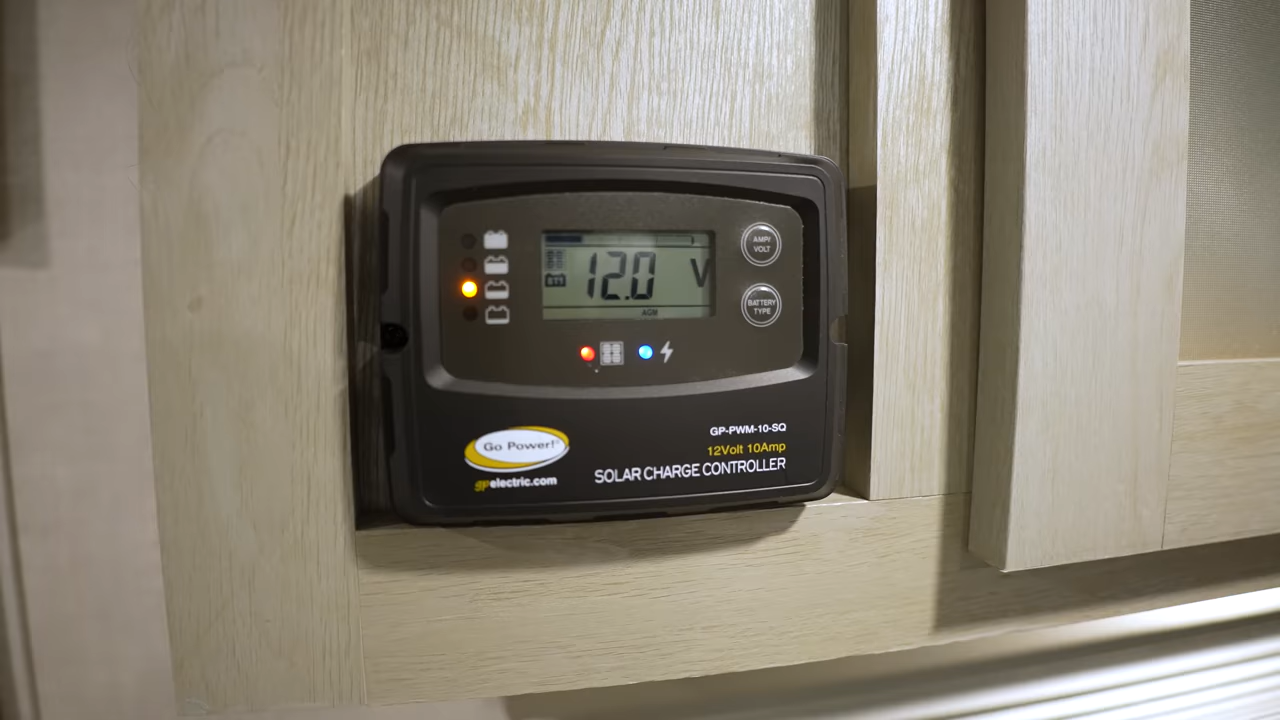 AMP/
VOLT
12.0 V
AGM
BATTERY
TYPE
Go Power!
gpelectric.com
GP-PWM-10-SQ
12Volt 10Amp
SOLAR CHARGE CONTROLLER